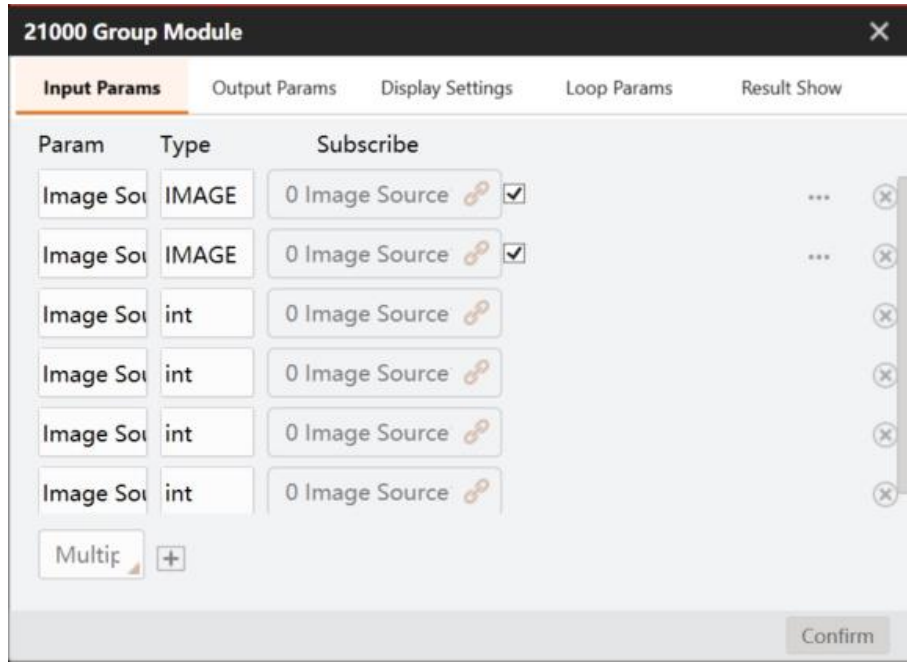 21000 Group Module
Input Params Output Params Display Settings Loop Params Result Show
Param Type Subscribe
Image Sou IMAGE 0 Image Source
Image Sou IMAGE 0 Image Source
Image Sou int 0 Image Source
Image Sou int 0 Image Source
Image Sou int 0 Image Source
Image Sou int 0 Image Source
Multip
Confirm